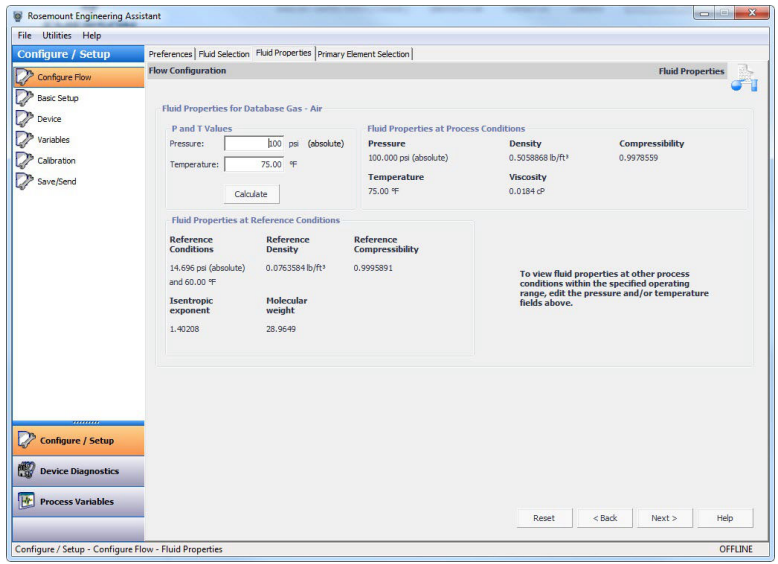 Rosemount Engineering Assistant
File Utilities Help
Configure / Setup
Preferences Fluid Selection Fluid Properties Primary Element Selection
Configure Flow
Basic Setup
Device
Variables
Calibration
Save/Send
Flow Configuration
Fluid Properties
Fluid Properties for Database Gas - Air
P and T Values
Pressure: 100 psi (absolute)
Temperature: 75.00 °F
Calculate
Fluid Properties at Process Conditions
Pressure Density Compressibility
100.000 psi (absolute) 0.5058868 lb/ft³ 0.9978559
Temperature Viscosity
75.00 °F 0.0184 cP
Fluid Properties at Reference Conditions
Reference Conditions
Reference Density
Reference Compressibility
14.696 psi (absolute) 0.0763584 lb/ft³ 0.9995891
and 60.00 °F
Isentropic exponent
Molecular weight
1.40208 28.9649
To view fluid properties at other process
conditions within the specified operating
range, edit the pressure and/or temperature
fields above.
Configure / Setup
Device Diagnostics
Process Variables
Reset < Back Next > Help
Configure / Setup - Configure Flow - Fluid Properties
OFFLINE